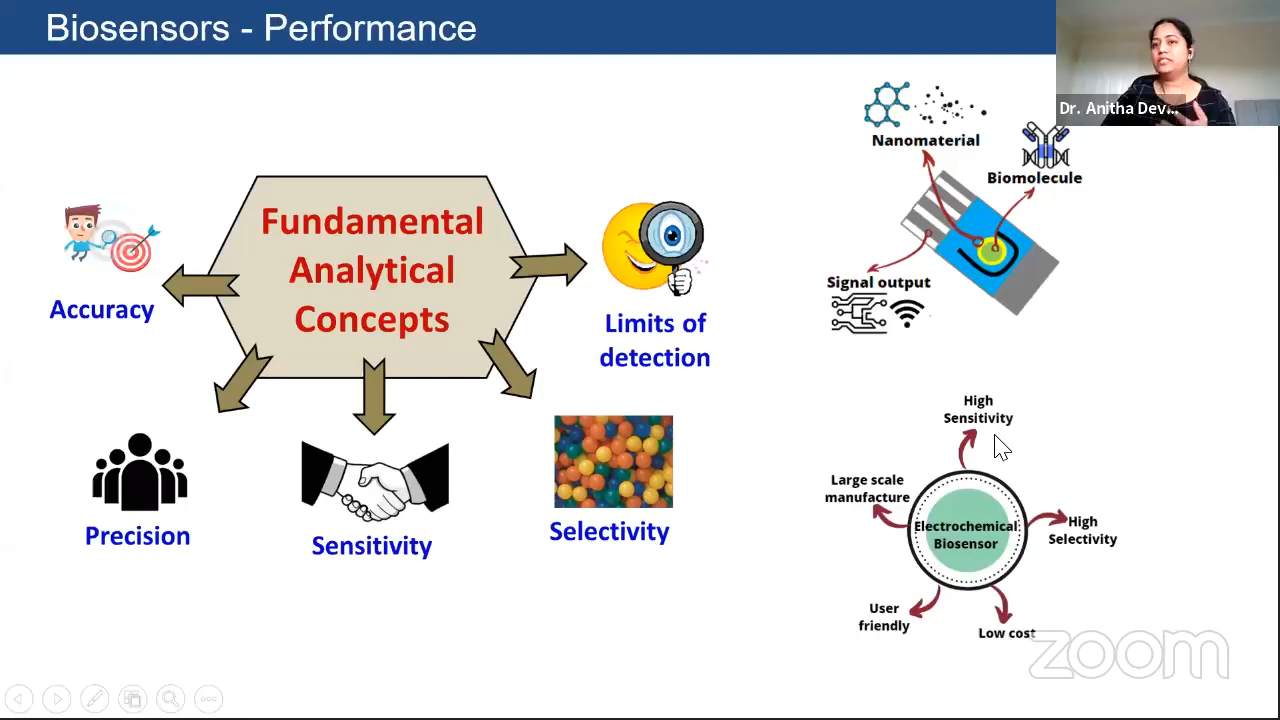 Biosensors - Performance
Dr. Anitha Dev...
Nanomaterial
Biomolecule
Signal output
Fundamental
Analytical
Concepts
Accuracy
Limits of
detection
Precision
Sensitivity
Selectivity
High
Sensitivity
Large scale
manufacture
Electrochemical
Biosensor
High
Selectivity
User
friendly
Low cost
zoom